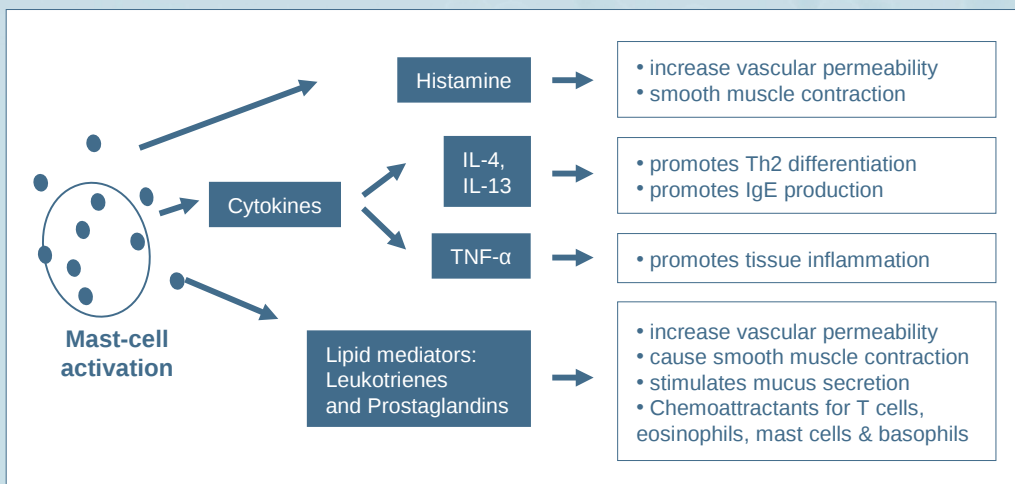 Histamine
• increase vascular permeability
• smooth muscle contraction
IL-4,
IL-13
• promotes Th2 differentiation
• promotes IgE production
Cytokines
TNF-α
• promotes tissue inflammation
Mast-cell
activation
Lipid mediators:
Leukotrienes
and Prostaglandins
• increase vascular permeability
• cause smooth muscle contraction
• stimulates mucus secretion
• Chemoattractants for T cells,
eosinophils, mast cells & basophils